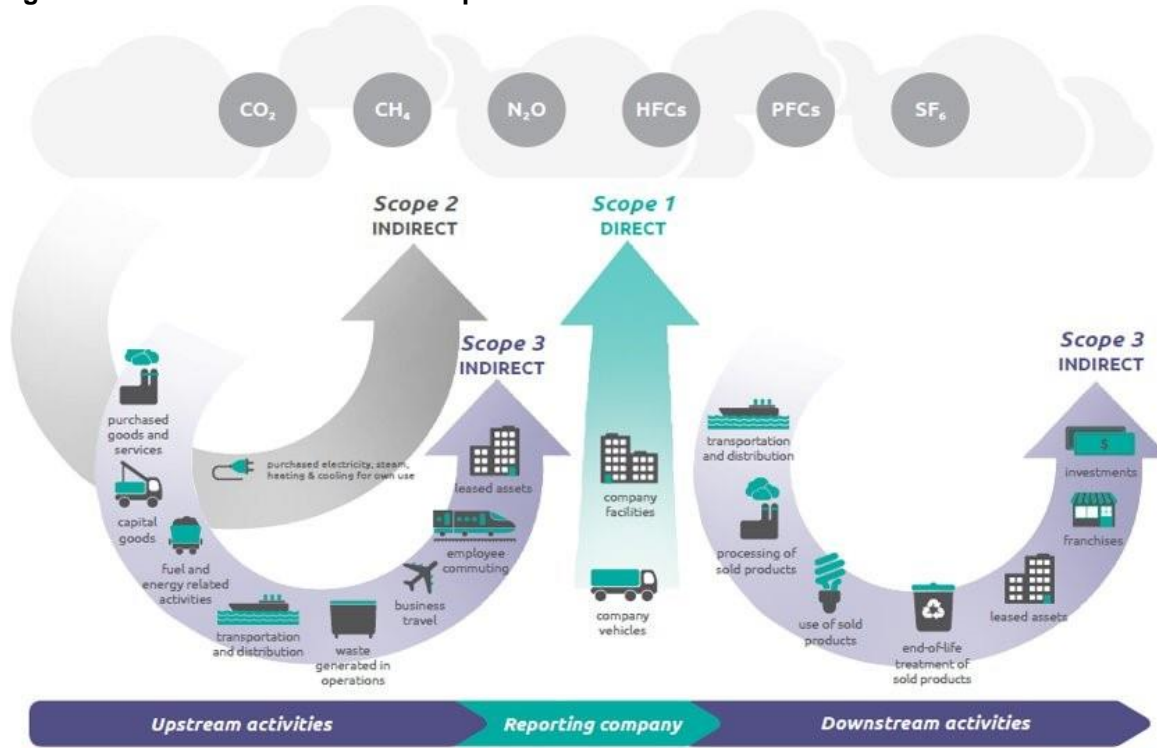 CO₂
CH₄
N₂O
HFCs
PFCs
SF₆
Scope 2
INDIRECT
Scope 1
DIRECT
Scope 3
INDIRECT
Scope 3
INDIRECT
purchased
goods and
services
capital
goods
fuel and
energy related
activities
transportation
and distribution
waste
generated in
operations
business
travel
employee
commuting
leased assets
purchased electricity, steam,
heating & cooling for own use
company
facilities
company
vehicles
transportation
and distribution
processing of
sold products
use of sold
products
end-of-life
treatment of
sold products
leased assets
franchises
investments
$
Upstream activities
Reporting company
Downstream activities